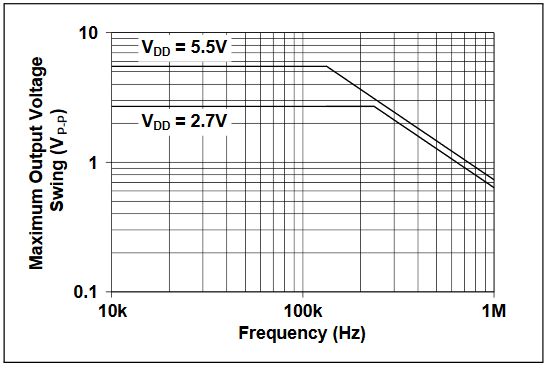 10
V_DD = 5.5V
V_DD = 2.7V
1
0.1
10k
100k
1M
Frequency (Hz)
Maximum Output Voltage
Swing (V_P-P)